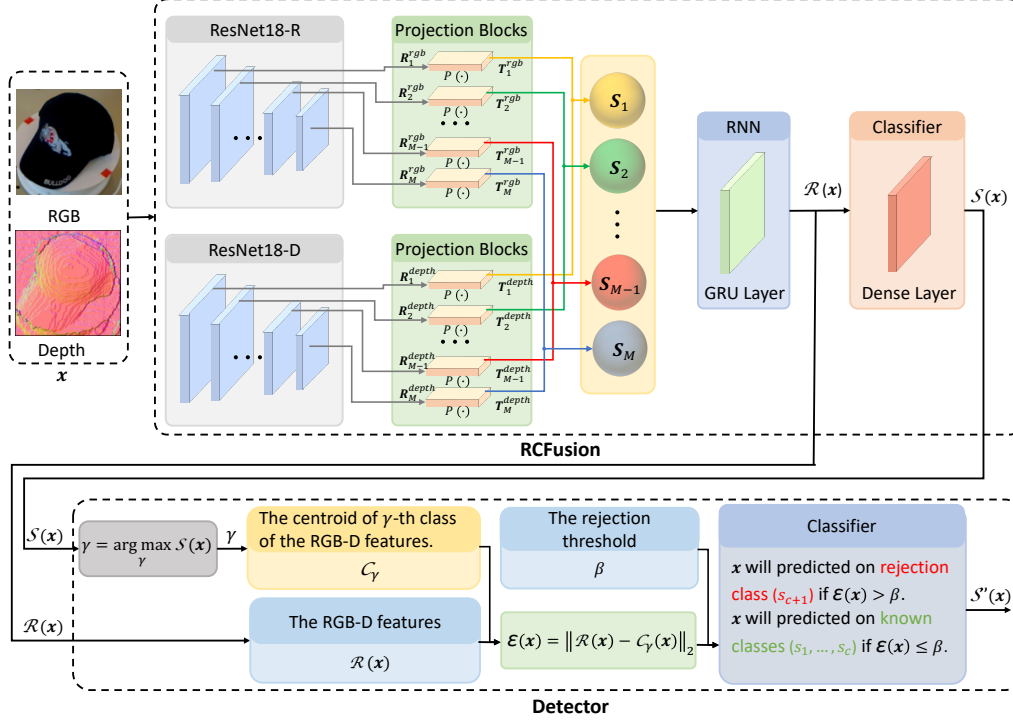 ResNet18-R
Projection Blocks
R_1^{rgb}
P (·)
T_1^{rgb}
R_2^{rgb}
P (·)
T_2^{rgb}
•••
R_{M-1}^{rgb}
P (·)
T_{M-1}^{rgb}
R_M^{rgb}
P (·)
T_M^{rgb}
•••
BULLDOG
RGB
Depth
x
ResNet18-D
Projection Blocks
R_1^{depth}
P (·)
T_1^{depth}
R_2^{depth}
P (·)
T_2^{depth}
•••
R_{M-1}^{depth}
P (·)
T_{M-1}^{depth}
R_M^{depth}
P (·)
T_M^{depth}
•••
S_1
S_2
⋮
S_{M-1}
S_M
RNN
GRU Layer
ℛ(x)
Classifier
Dense Layer
𝒮(x)
RCFusion
𝒮(x)
γ = arg max 𝒮(x)
γ
γ
The centroid of γ-th class
of the RGB-D features.
𝒞_γ
The rejection
threshold
β
Classifier
x will predicted on rejection
class (s_{c+1}) if ℰ(x) > β.
x will predicted on known
classes (s_1, … , s_c) if ℰ(x) ≤ β.
𝒮'(x)
ℛ(x)
The RGB-D features
ℛ(x)
ℰ(x) = ‖ℛ(x) − 𝒞_γ(x)‖_2
Detector